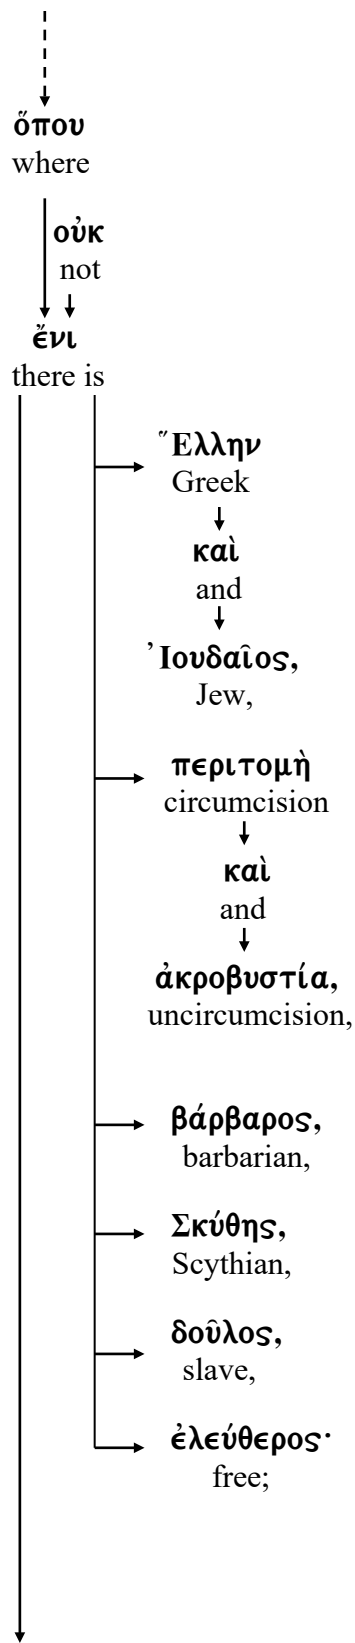 ὅπου
where
οὐκ
not
ἔνι
there is
῞Ελλην
Greek
καὶ
and
᾿Ιουδαῖος,
Jew,
περιτομὴ
circumcision
καὶ
and
ἀκροβυστία,
uncircumcision,
βάρβαρος,
barbarian,
Σκύθης,
Scythian,
δοῦλος,
slave,
ἐλεύθερος·
free;